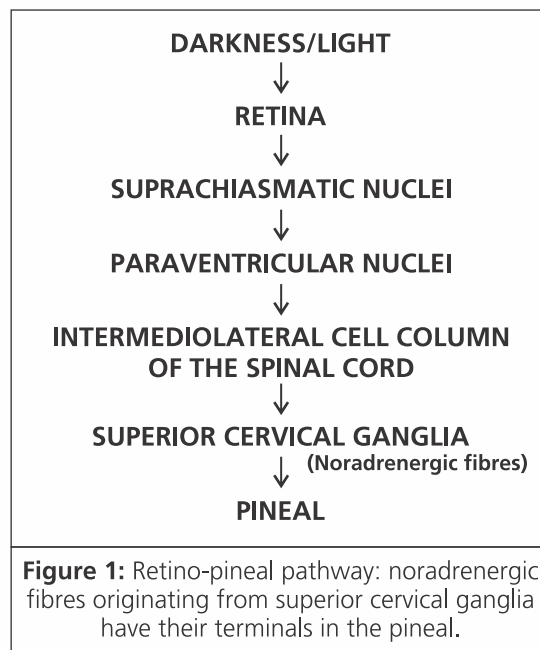 DARKNESS/LIGHT
RETINA
SUPRACHIASMATIC NUCLEI
PARAVENTRICULAR NUCLEI
INTERMEDIOLATERAL CELL COLUMN
OF THE SPINAL CORD
SUPERIOR CERVICAL GANGLIA
(Noradrenergic fibres)
PINEAL
Figure 1: Retino-pineal pathway: noradrenergic
fibres originating from superior cervical ganglia
have their terminals in the pineal.